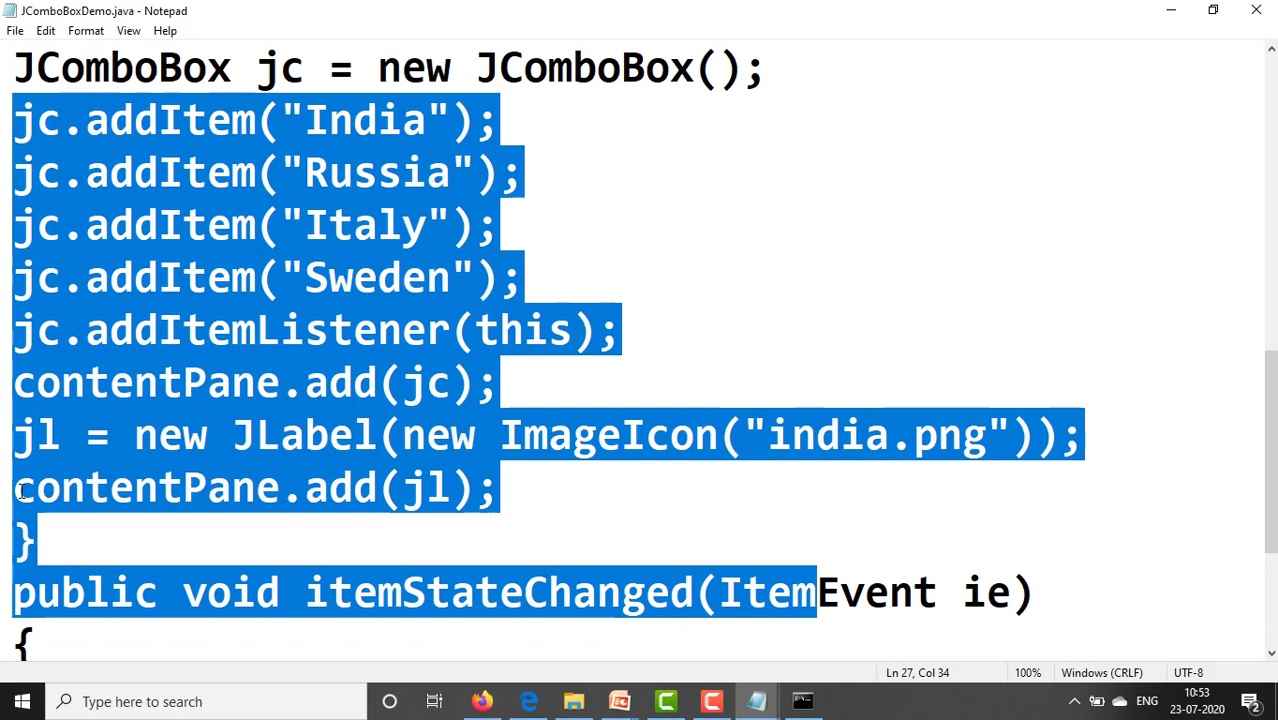 JComboBoxDemo.java - Notepad
File Edit Format View Help
JComboBox jc = new JComboBox();
jc.addItem("India");
jc.addItem("Russia");
jc.addItem("Italy");
jc.addItem("Sweden");
jc.addItemListener(this);
contentPane.add(jc);
jl = new JLabel(new ImageIcon("india.png"));
contentPane.add(jl);
}
public void itemStateChanged(ItemEvent ie)
{
Ln 27, Col 34 100% Windows (CRLF) UTF-8
Type here to search
ENG
10:53
23-07-2020
2